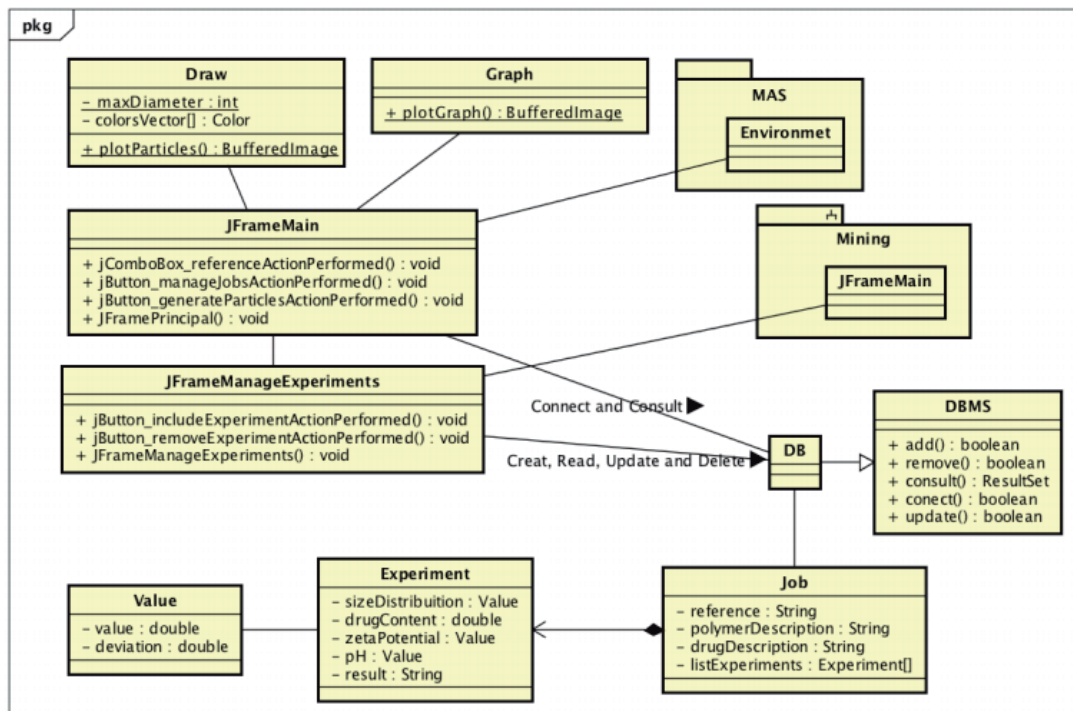 pkg
Draw
- maxDiameter : int
- colorsVector[] : Color
+ plotParticles() : BufferedImage
Graph
+ plotGraph() : BufferedImage
MAS
Environmet
JFrameMain
+ jComboBox_referenceActionPerformed() : void
+ jButton_manageJobsActionPerformed() : void
+ jButton_generateParticlesActionPerformed() : void
+ JFramePrincipal() : void
Mining
JFrameMain
JFrameManageExperiments
+ jButton_includeExperimentActionPerformed() : void
+ jButton_removeExperimentActionPerformed() : void
+ JFrameManageExperiments() : void
Connect and Consult
Creat, Read, Update and Delete
DB
DBMS
+ add() : boolean
+ remove() : boolean
+ consult() : ResultSet
+ conect() : boolean
+ update() : boolean
Value
- value : double
- deviation : double
Experiment
- sizeDistribuition : Value
- drugContent : double
- zetaPotential : Value
- pH : Value
- result : String
Job
- reference : String
- polymerDescription : String
- drugDescription : String
- listExperiments : Experiment[]